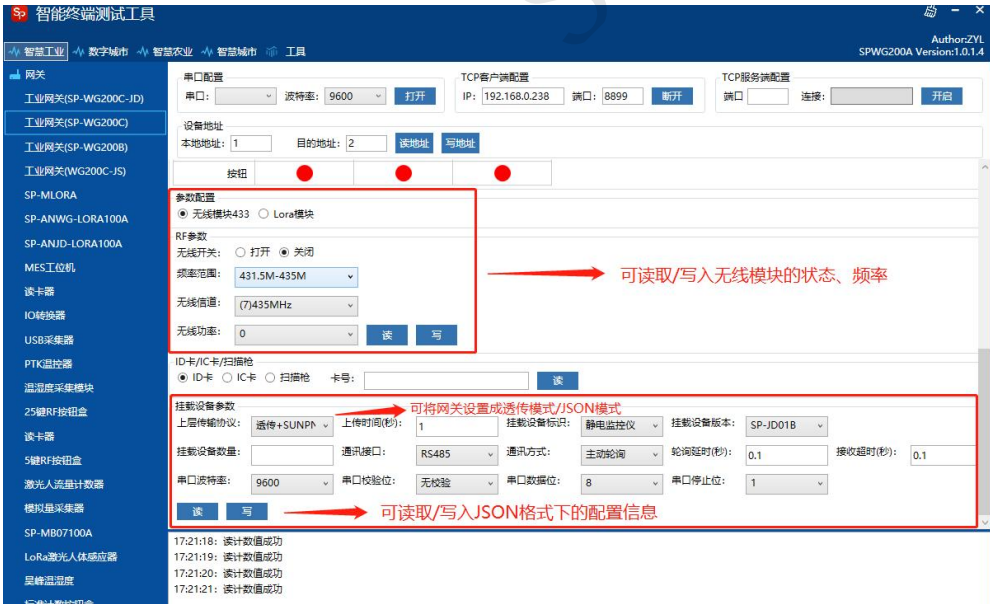 SP 智能终端测试工具
Author:ZYL
智慧工业 数字城市 智慧农业 智慧城市 工具
SPWG200A Version:1.0.1.4
网关
工业网关(SP-WG200C-JD)
工业网关(SP-WG200C)
工业网关(SP-WG200B)
工业网关(WG200C-JS)
SP-MLORA
SP-ANWG-LORA100A
SP-ANJD-LORA100A
MES工位机
读卡器
IO转换器
USB采集器
PTK温控器
温湿度采集模块
25键RF按钮盒
读卡器
5键RF按钮盒
激光人流量计数器
模拟量采集器
SP-MB07100A
LoRa激光人体感应器
昊峰温湿度
串口配置
串口: 波特率: 9600 打开
TCP客户端配置
IP: 192.168.0.238 端口: 8899 断开
TCP服务端配置
端口 连接: 开启
设备地址
本地地址: 1 目的地址: 2 读地址 写地址
按钮
参数配置
无线模块433 Lora模块
RF参数
无线开关: 打开 关闭
频率范围: 431.5M-435M
可读取/写入无线模块的状态、频率
无线信道: (7)435MHz
无线功率: 0 读 写
ID卡/IC卡/扫描枪
ID卡 IC卡 扫描枪 卡号: 读
挂载设备参数
可将网关设置成透传模式/JSON模式
上层传输协议: 透传+SUNPN 上传时间(秒): 1 挂载设备标识: 静电监控仪 挂载设备版本: SP-JD01B
挂载设备数量: 通讯接口: RS485 通讯方式: 主动轮询 轮询延时(秒): 0.1 接收超时(秒): 0.1
串口波特率: 9600 串口校验位: 无校验 串口数据位: 8 串口停止位: 1
读 写
可读取/写入JSON格式下的配置信息
17:21:18: 读计数值成功
17:21:19: 读计数值成功
17:21:20: 读计数值成功
17:21:21: 读计数值成功